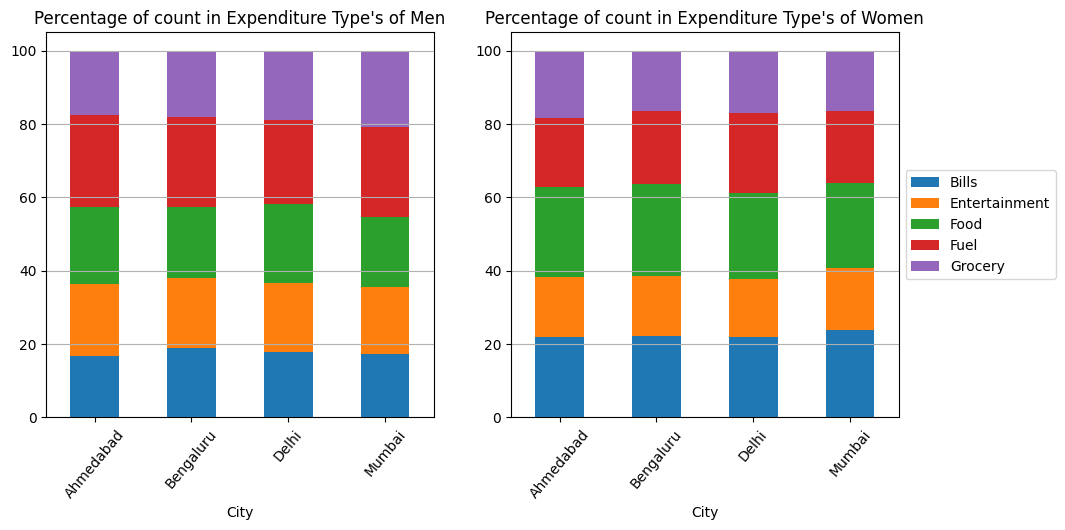 Percentage of count in Expenditure Type's of Men
100
80
60
40
20
0
Ahmedabad
Bengaluru
Delhi
Mumbai
City
Percentage of count in Expenditure Type's of Women
100
80
60
40
20
0
Ahmedabad
Bengaluru
Delhi
Mumbai
City
Bills
Entertainment
Food
Fuel
Grocery